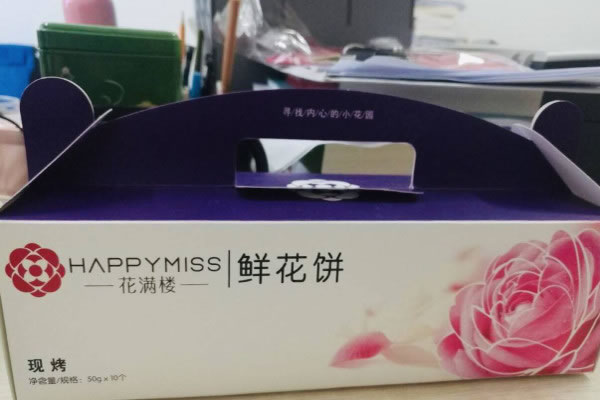 寻/找/内/心/的/小/花/园
HAPPYMISS
花满楼
鲜花饼
现烤
净含量/规格：50g x 10个